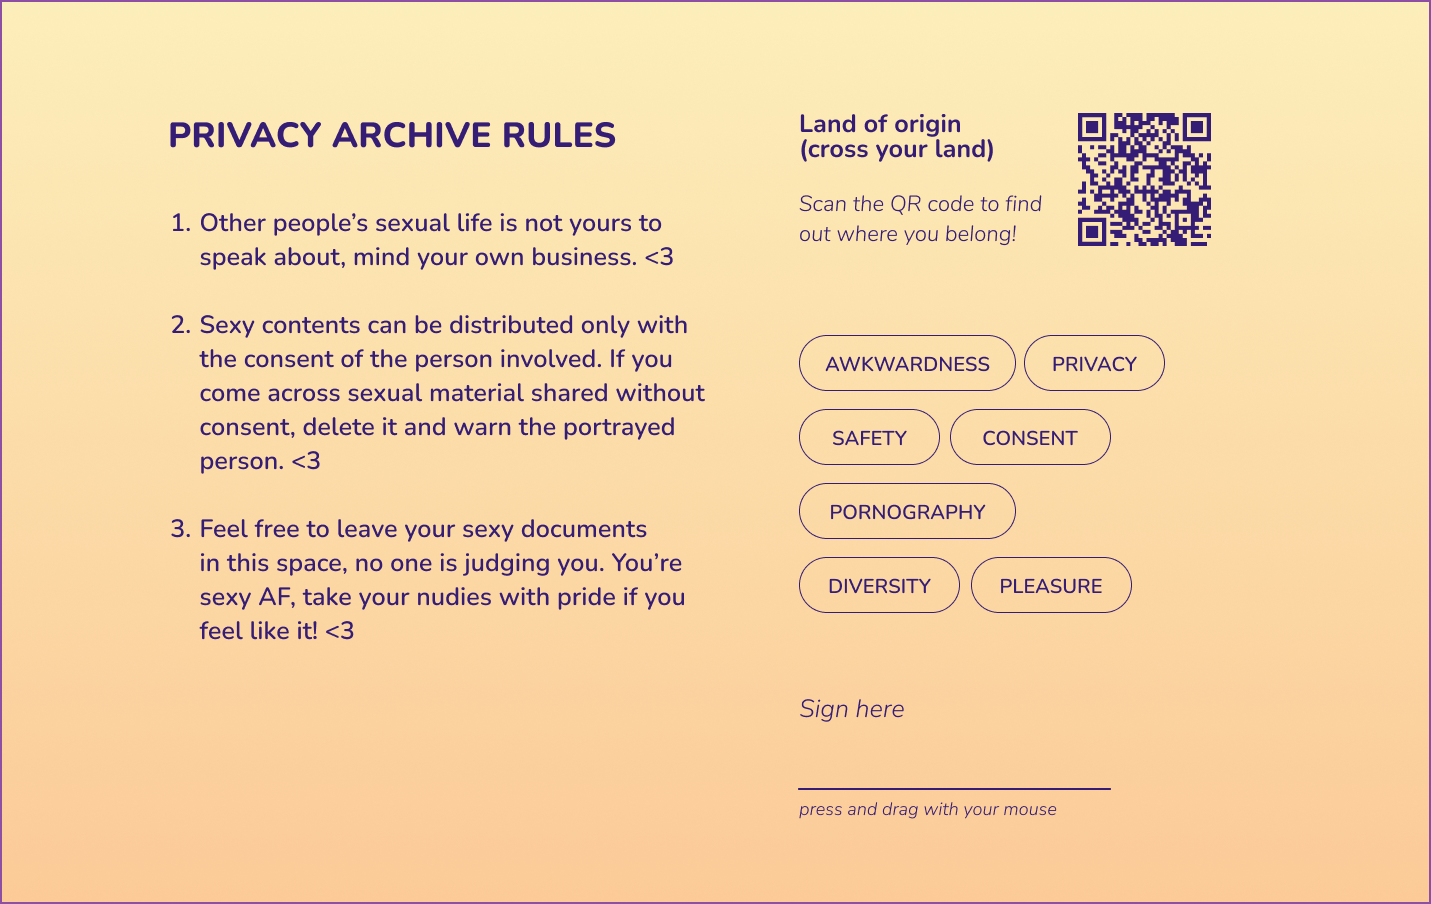 PRIVACY ARCHIVE RULES
1. Other people’s sexual life is not yours to
speak about, mind your own business. <3
2. Sexy contents can be distributed only with
the consent of the person involved. If you
come across sexual material shared without
consent, delete it and warn the portrayed
person. <3
3. Feel free to leave your sexy documents
in this space, no one is judging you. You’re
sexy AF, take your nudies with pride if you
feel like it! <3
Land of origin
(cross your land)
Scan the QR code to find
out where you belong!
AWKWARDNESS PRIVACY
SAFETY CONSENT
PORNOGRAPHY
DIVERSITY PLEASURE
Sign here
press and drag with your mouse